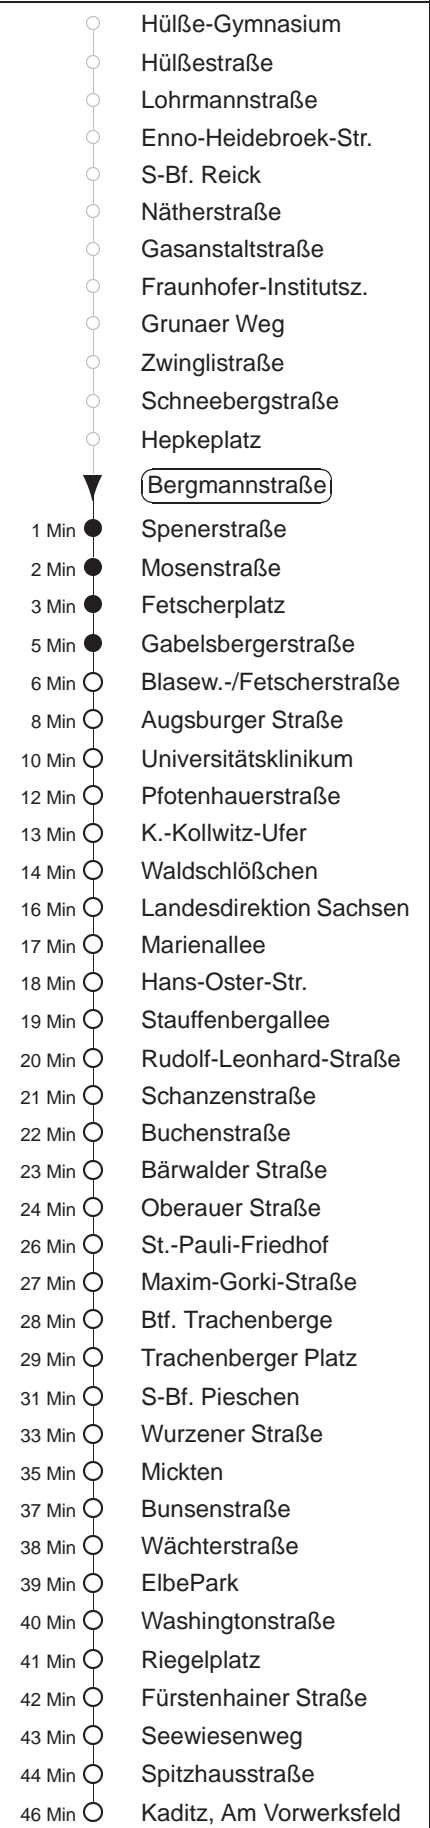 Hülße-Gymnasium
Hülßestraße
Lohrmannstraße
Enno-Heidebroek-Str.
S-Bf. Reick
Nätherstraße
Gasanstaltstraße
Fraunhofer-Institutsz.
Grunaer Weg
Zwinglistraße
Schneebergstraße
Hepkeplatz
Bergmannstraße
1 Min Spenerstraße
2 Min Mosenstraße
3 Min Fetscherplatz
5 Min Gabelsbergerstraße
6 Min Blasew.-/Fetscherstraße
8 Min Augsburger Straße
10 Min Universitätsklinikum
12 Min Pfotenhauerstraße
13 Min K.-Kollwitz-Ufer
14 Min Waldschlößchen
16 Min Landesdirektion Sachsen
17 Min Marienallee
18 Min Hans-Oster-Str.
19 Min Stauffenbergallee
20 Min Rudolf-Leonhard-Straße
21 Min Schanzenstraße
22 Min Buchenstraße
23 Min Bärwalder Straße
24 Min Oberauer Straße
26 Min St.-Pauli-Friedhof
27 Min Maxim-Gorki-Straße
28 Min Btf. Trachenberge
29 Min Trachenberger Platz
31 Min S-Bf. Pieschen
33 Min Wurzener Straße
35 Min Mickten
37 Min Bunsenstraße
38 Min Wächterstraße
39 Min ElbePark
40 Min Washingtonstraße
41 Min Riegelplatz
42 Min Fürstenhainer Straße
43 Min Seewiesenweg
44 Min Spitzhausstraße
46 Min Kaditz, Am Vorwerksfeld